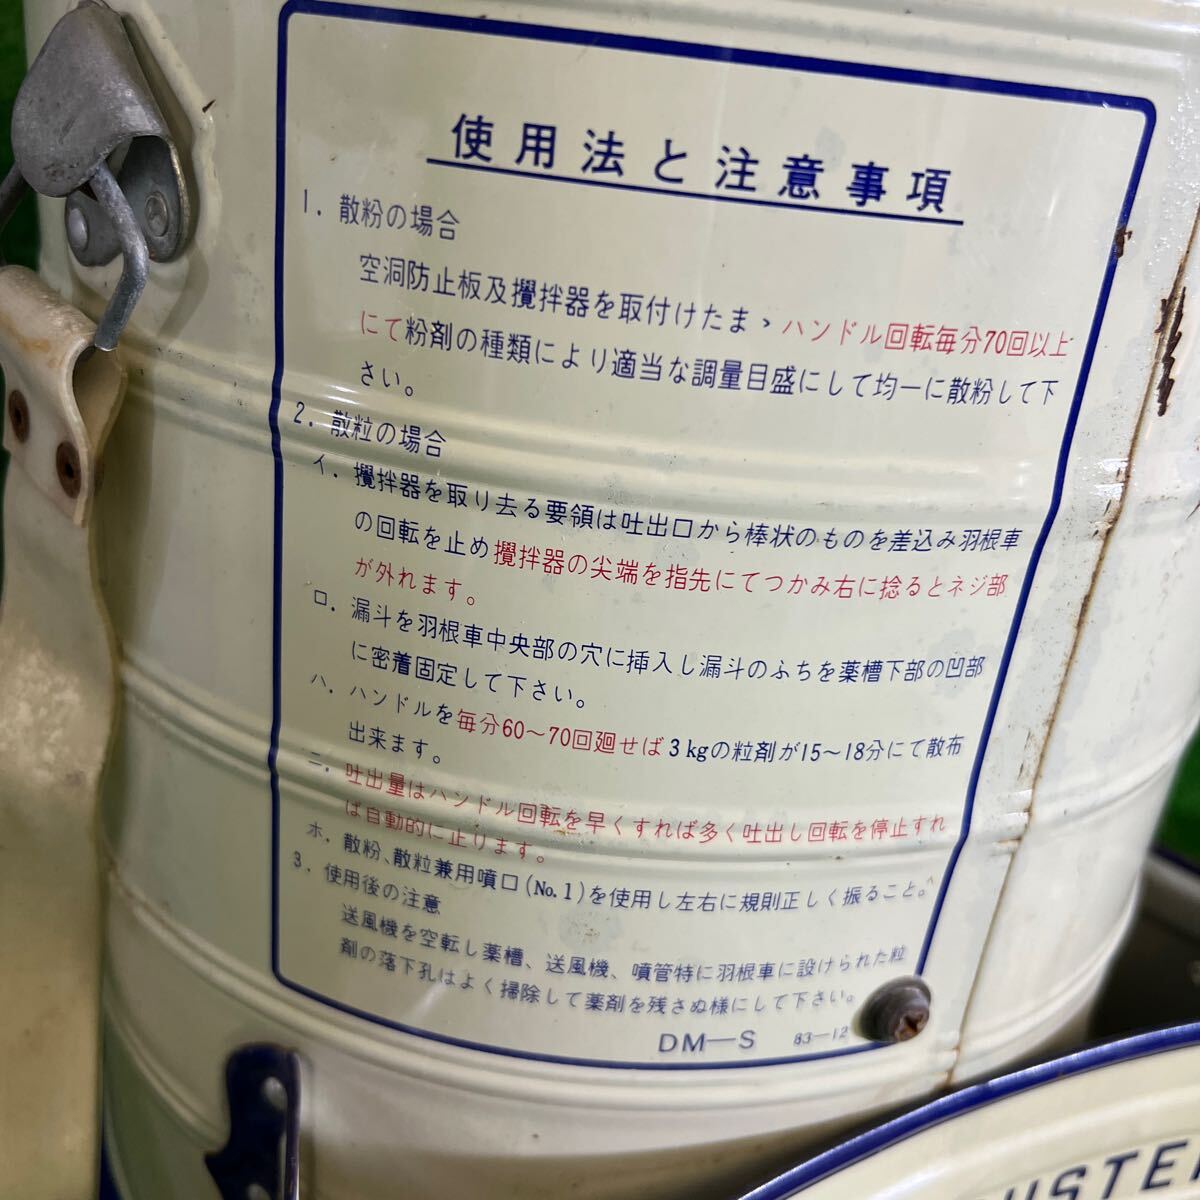 使用法と注意事項
1. 散粉の場合
空洞防止板及攪拌器を取付けたまゝハンドル回転毎分70回以上
にて粉剤の種類により適当な調量目盛にして均一に散粉して下
さい。
2. 散粒の場合
イ. 攪拌器を取り去る要領は吐出口から棒状のものを差込み羽根車
の回転を止め攪拌器の尖端を指先にてつかみ右に捻るとネジ部
が外れます。
ロ. 漏斗を羽根車中央部の穴に挿入し漏斗のふちを薬槽下部の凹部
に密着固定して下さい。
ハ. ハンドルを毎分60〜70回廻せば3kgの粒剤が15〜18分にて散布
出来ます。
ニ. 吐出量はハンドル回転を早くすれば多く吐出し回転を停止すれ
ば自動的に止ります。
ホ. 散粉、散粒兼用噴口(No.1)を使用し左右に規則正しく振ること。
3. 使用後の注意
送風機を空転し薬槽、送風機、噴管特に羽根車に設けられた粒
剤の落下孔はよく掃除して薬剤を残さぬ様にして下さい。
DM—S 83—12
USTE